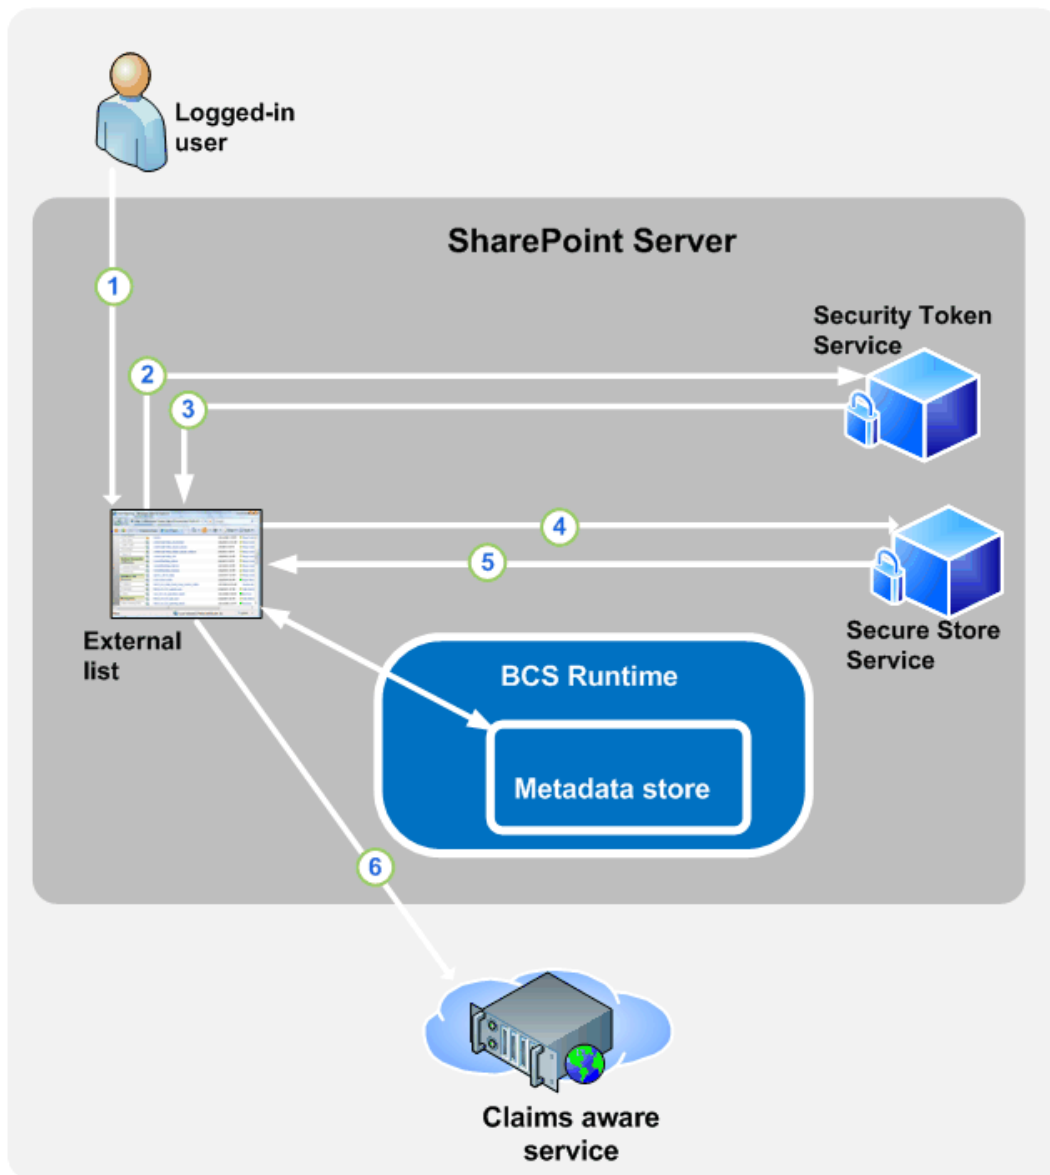 Logged-in
user
SharePoint Server
1
Security Token
Service
2
3
4
5
External
list
Secure Store
Service
BCS Runtime
Metadata store
6
Claims aware
service